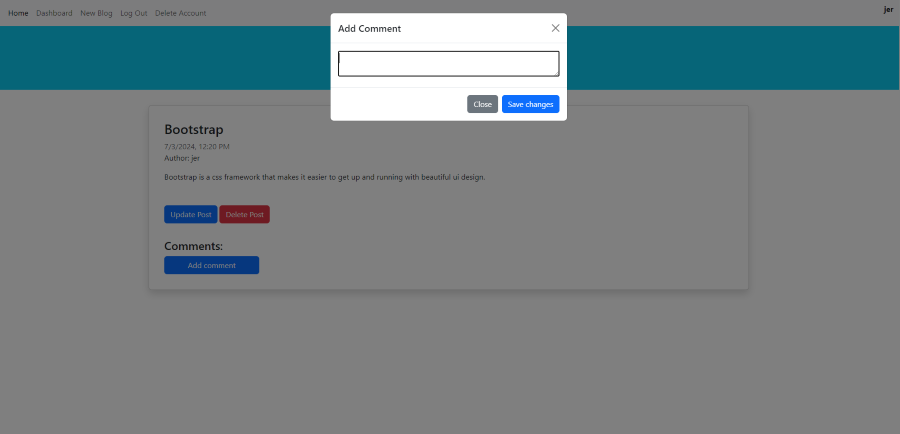 Home Dashboard New Blog Log Out Delete Account
jer
Add Comment
Close Save changes
Bootstrap
7/3/2024, 12:20 PM
Author: jer
Bootstrap is a css framework that makes it easier to get up and running with beautiful ui design.
Update Post Delete Post
Comments:
Add comment